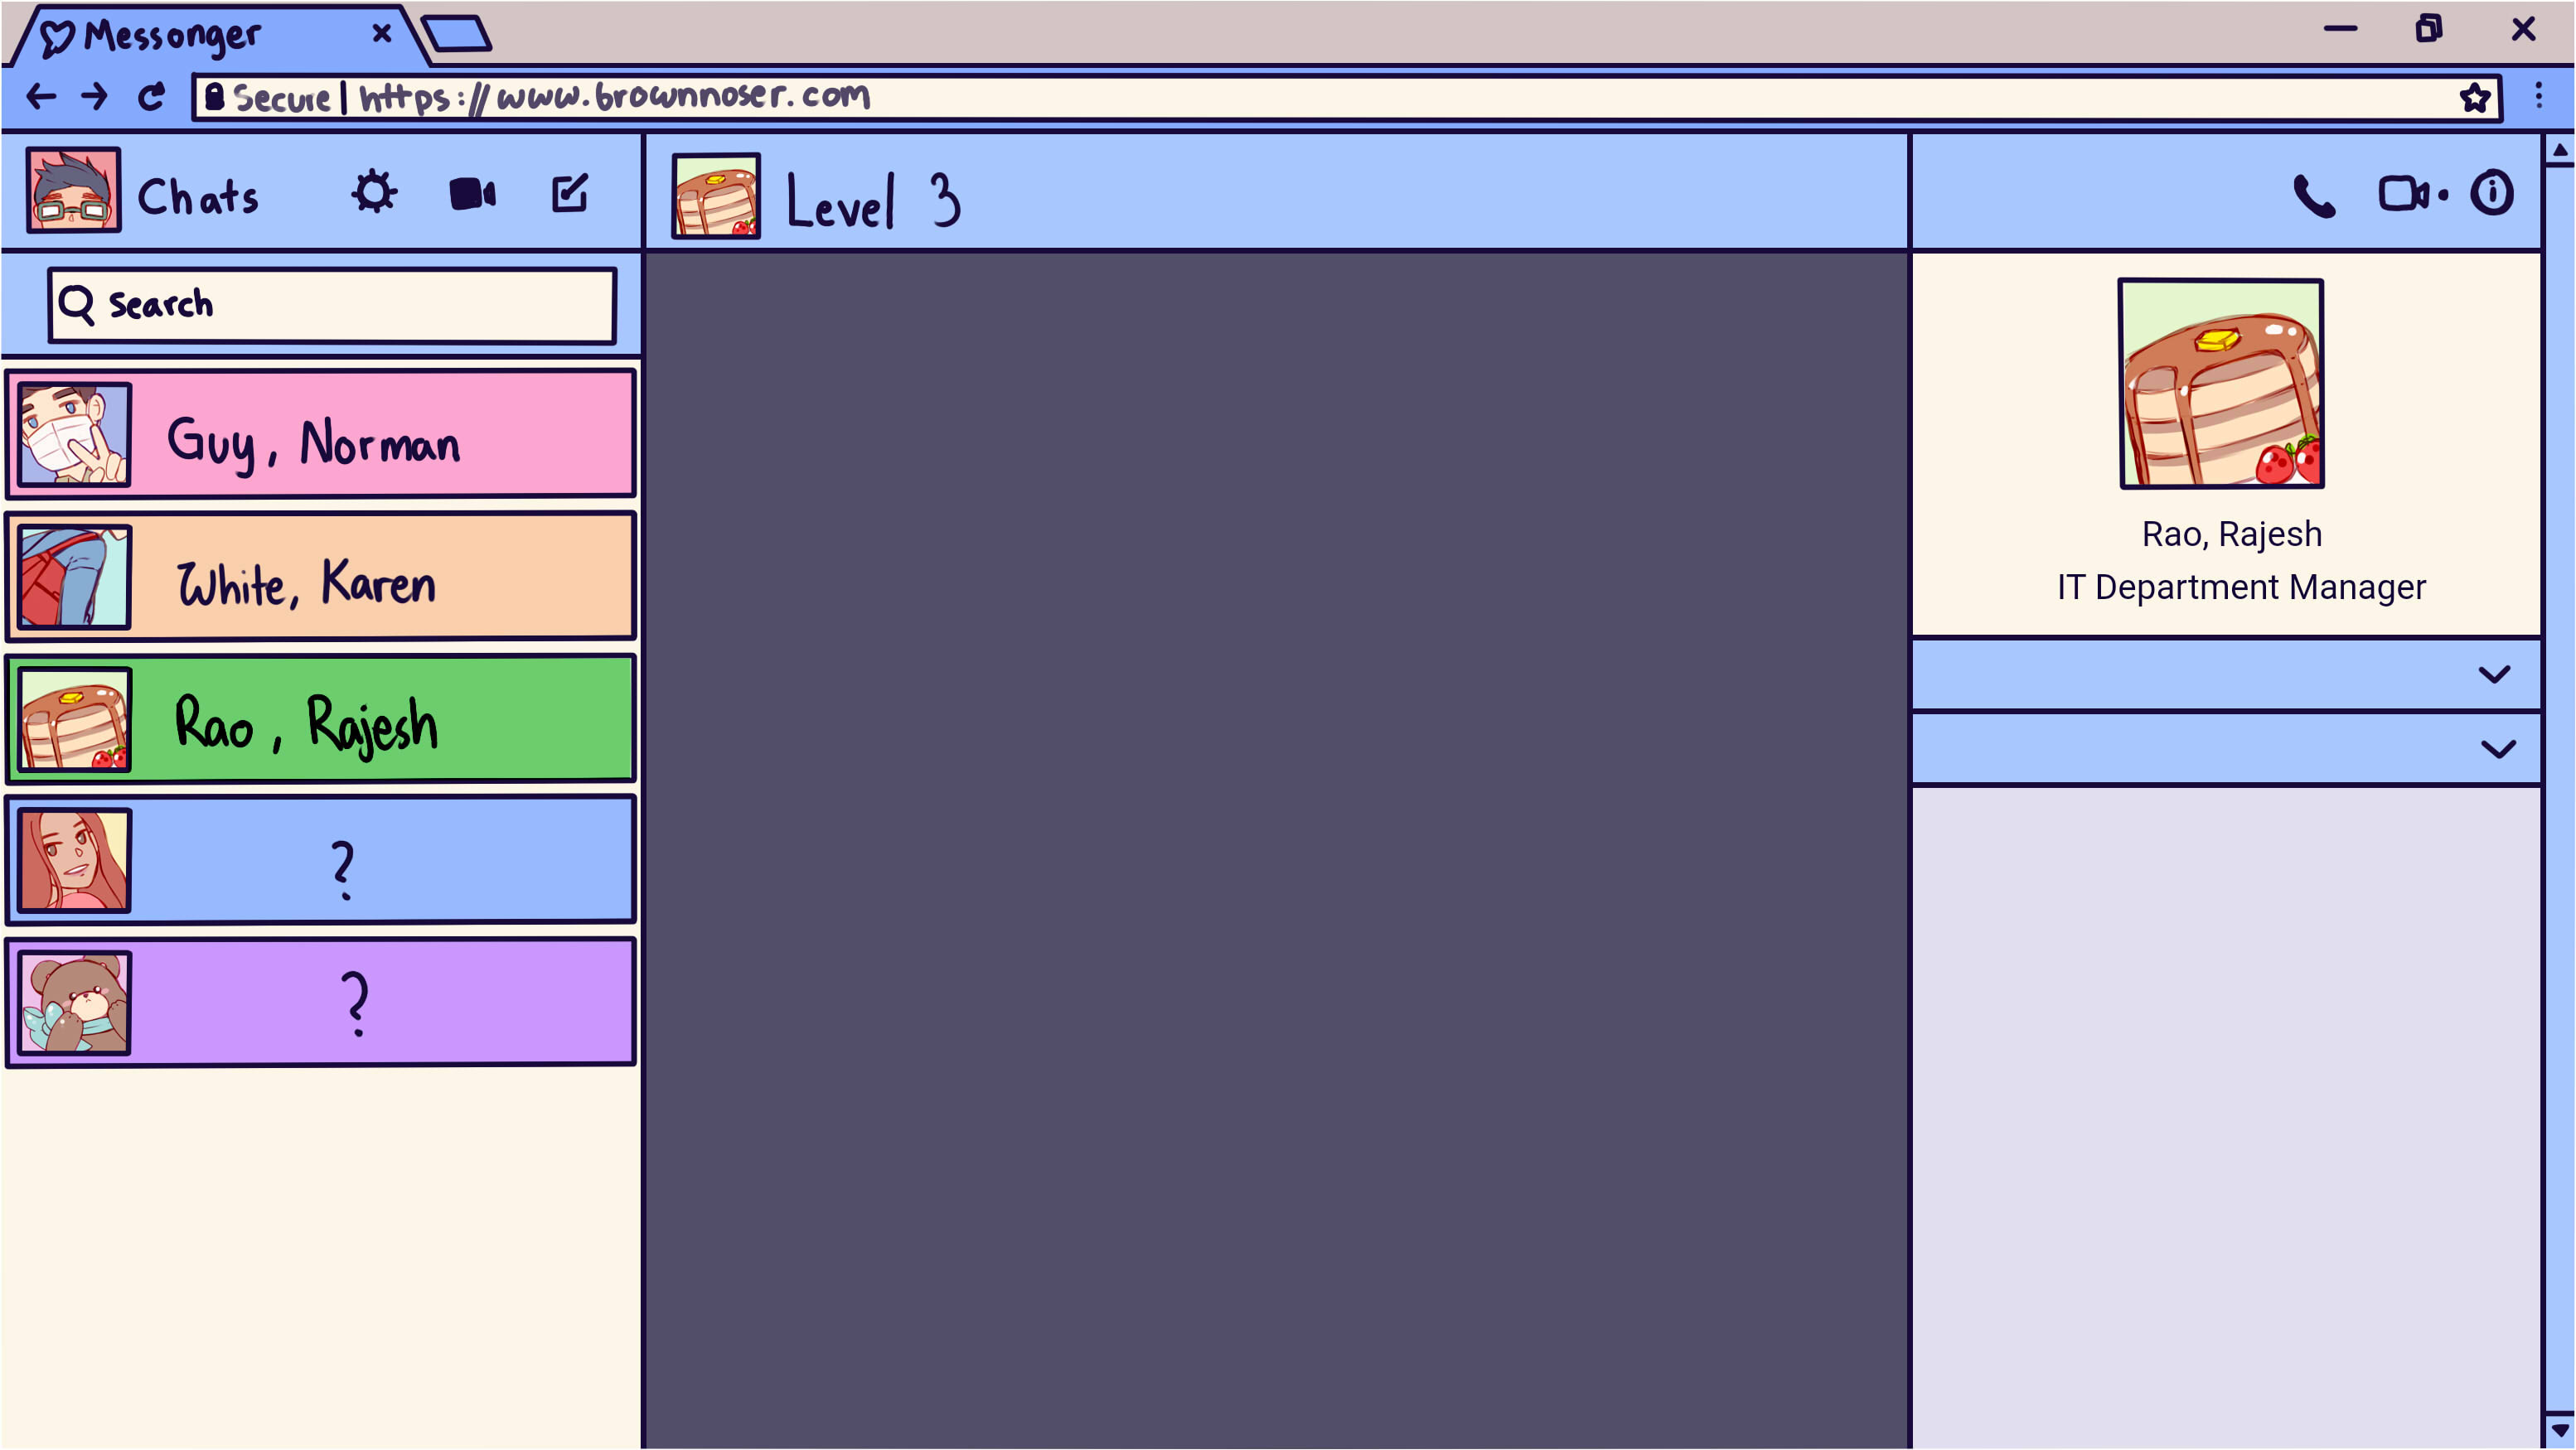 Messonger
Secure | https://www.brownnoser.com
Chats
Level 3
search
Guy, Norman
White, Karen
Rao, Rajesh
?
?
Rao, Rajesh
IT Department Manager